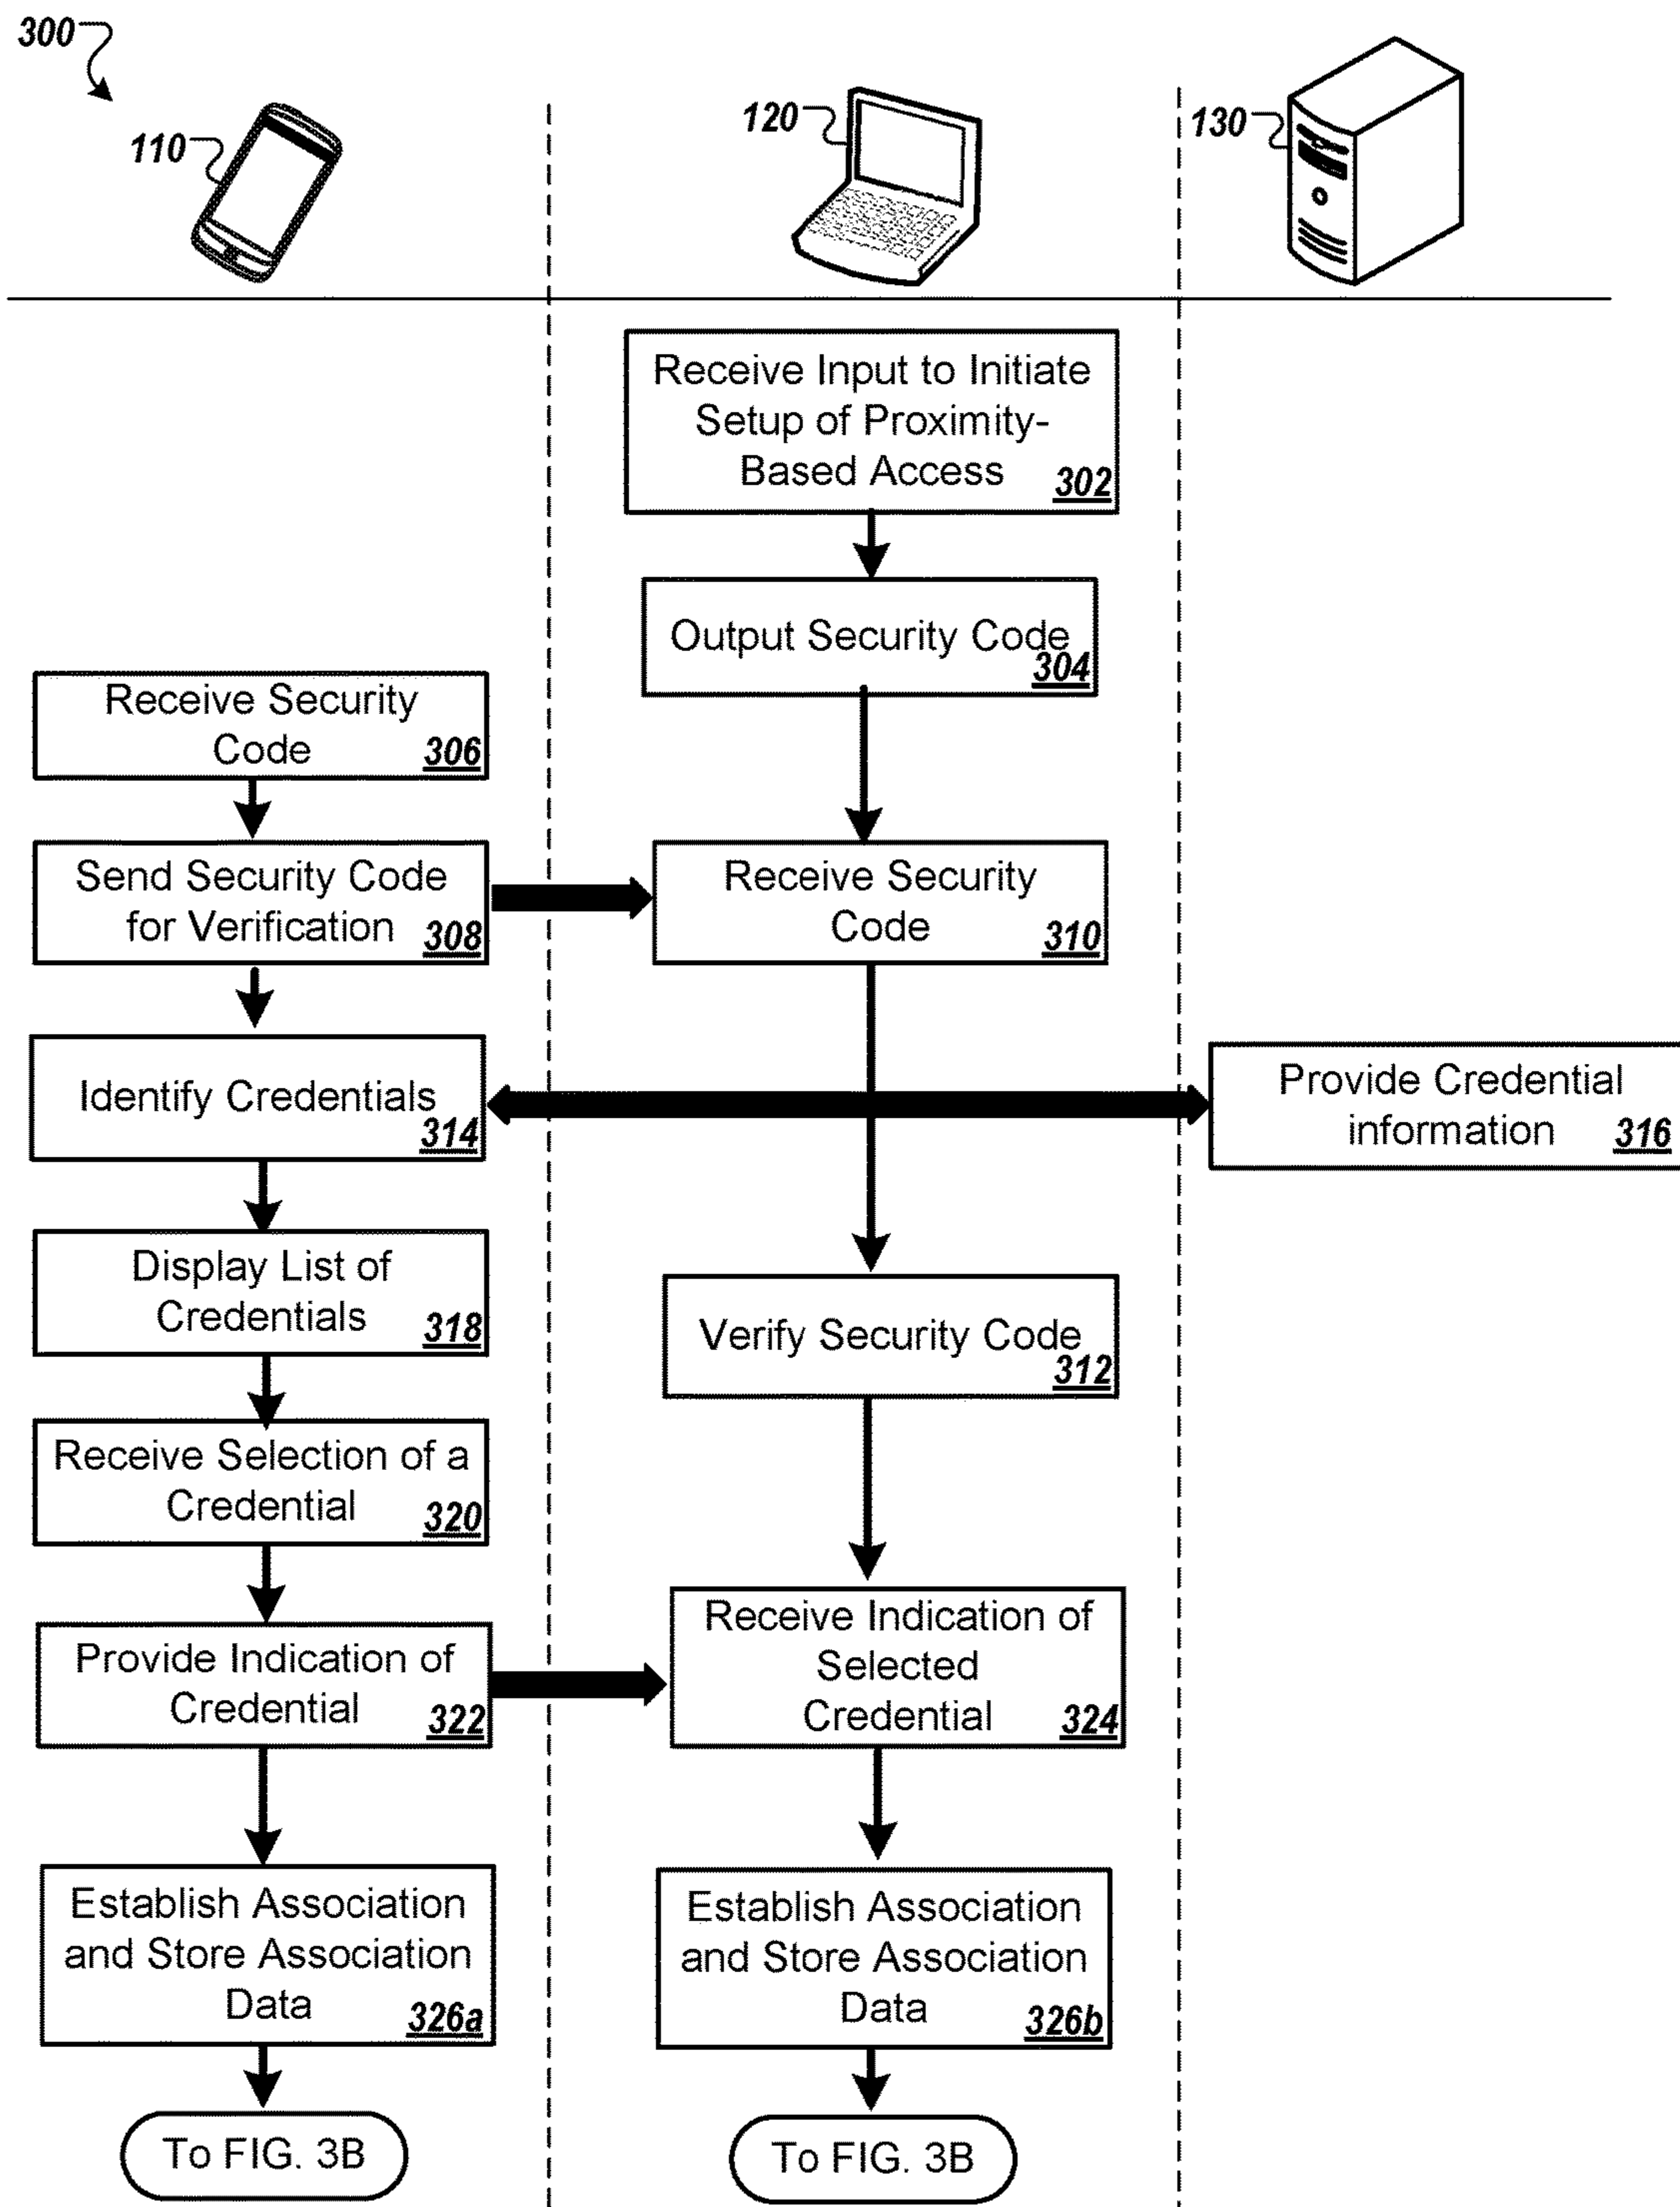 300
110
120
130
Receive Input to Initiate
Setup of Proximity-
Based Access
302
Output Security Code
304
Receive Security
Code
306
Send Security Code
for Verification
308
Receive Security
Code
310
Identify Credentials
314
Provide Credential
information
316
Display List of
Credentials
318
Verify Security Code
312
Receive Selection of a
Credential
320
Provide Indication of
Credential
322
Receive Indication of
Selected
Credential
324
Establish Association
and Store Association
Data
326a
Establish Association
and Store Association
Data
326b
To FIG. 3B
To FIG. 3B